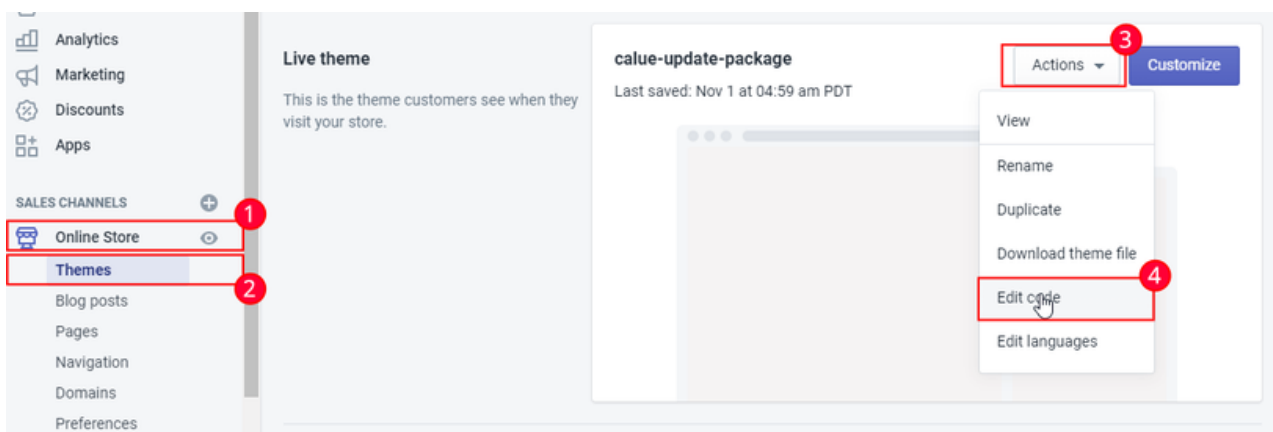 Analytics
Marketing
Discounts
Apps
SALES CHANNELS
1
Online Store
Themes
2
Blog posts
Pages
Navigation
Domains
Preferences
Live theme
This is the theme customers see when they
visit your store.
calue-update-package
Last saved: Nov 1 at 04:59 am PDT
3
Actions
Customize
View
Rename
Duplicate
Download theme file
4
Edit code
Edit languages